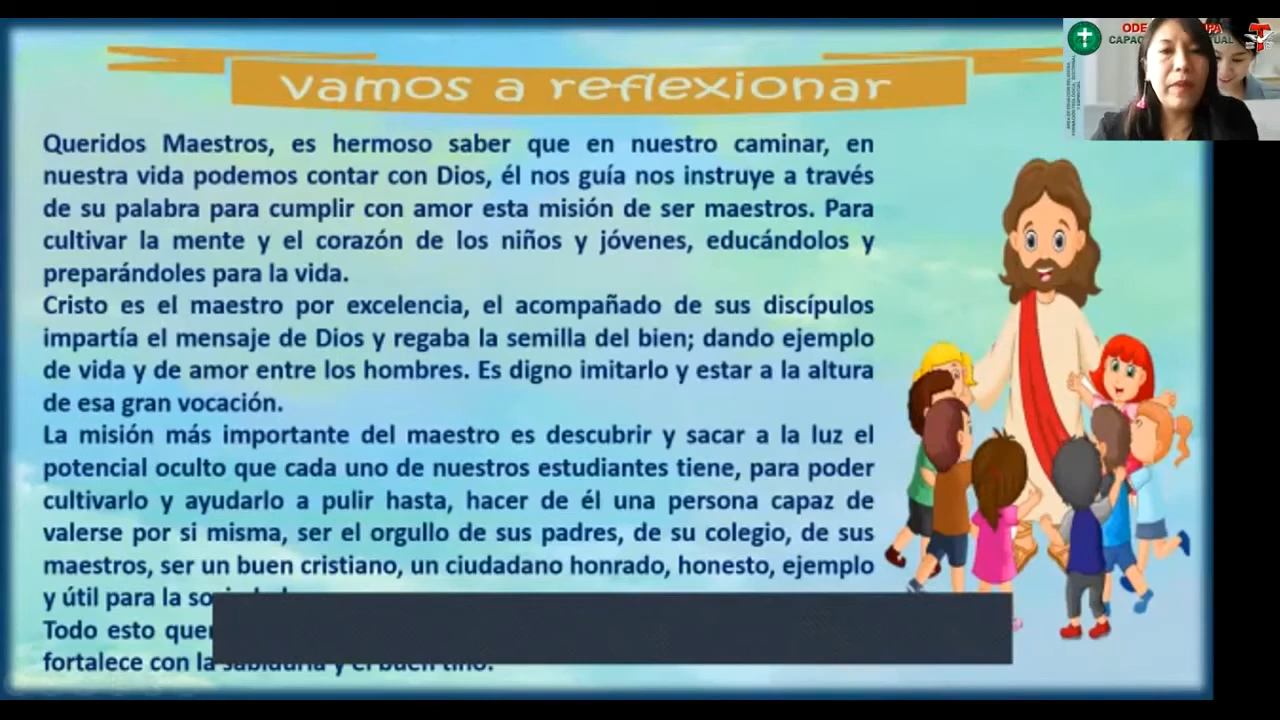 vamos a reflexionar
Queridos Maestros, es hermoso saber que en nuestro caminar, en
nuestra vida podemos contar con Dios, él nos guía nos instruye a través
de su palabra para cumplir con amor esta misión de ser maestros. Para
cultivar la mente y el corazón de los niños y jóvenes, educándolos y
preparándoles para la vida.
Cristo es el maestro por excelencia, el acompañado de sus discípulos
impartía el mensaje de Dios y regaba la semilla del bien; dando ejemplo
de vida y de amor entre los hombres. Es digno imitarlo y estar a la altura
de esa gran vocación.
La misión más importante del maestro es descubrir y sacar a la luz el
potencial oculto que cada uno de nuestros estudiantes tiene, para poder
cultivarlo y ayudarlo a pulir hasta, hacer de él una persona capaz de
valerse por si misma, ser el orgullo de sus padres, de su colegio, de sus
maestros, ser un buen cristiano, un ciudadano honrado, honesto, ejemplo
y útil para la
Todo esto
fortalece con la sabiduría y el buen tino.